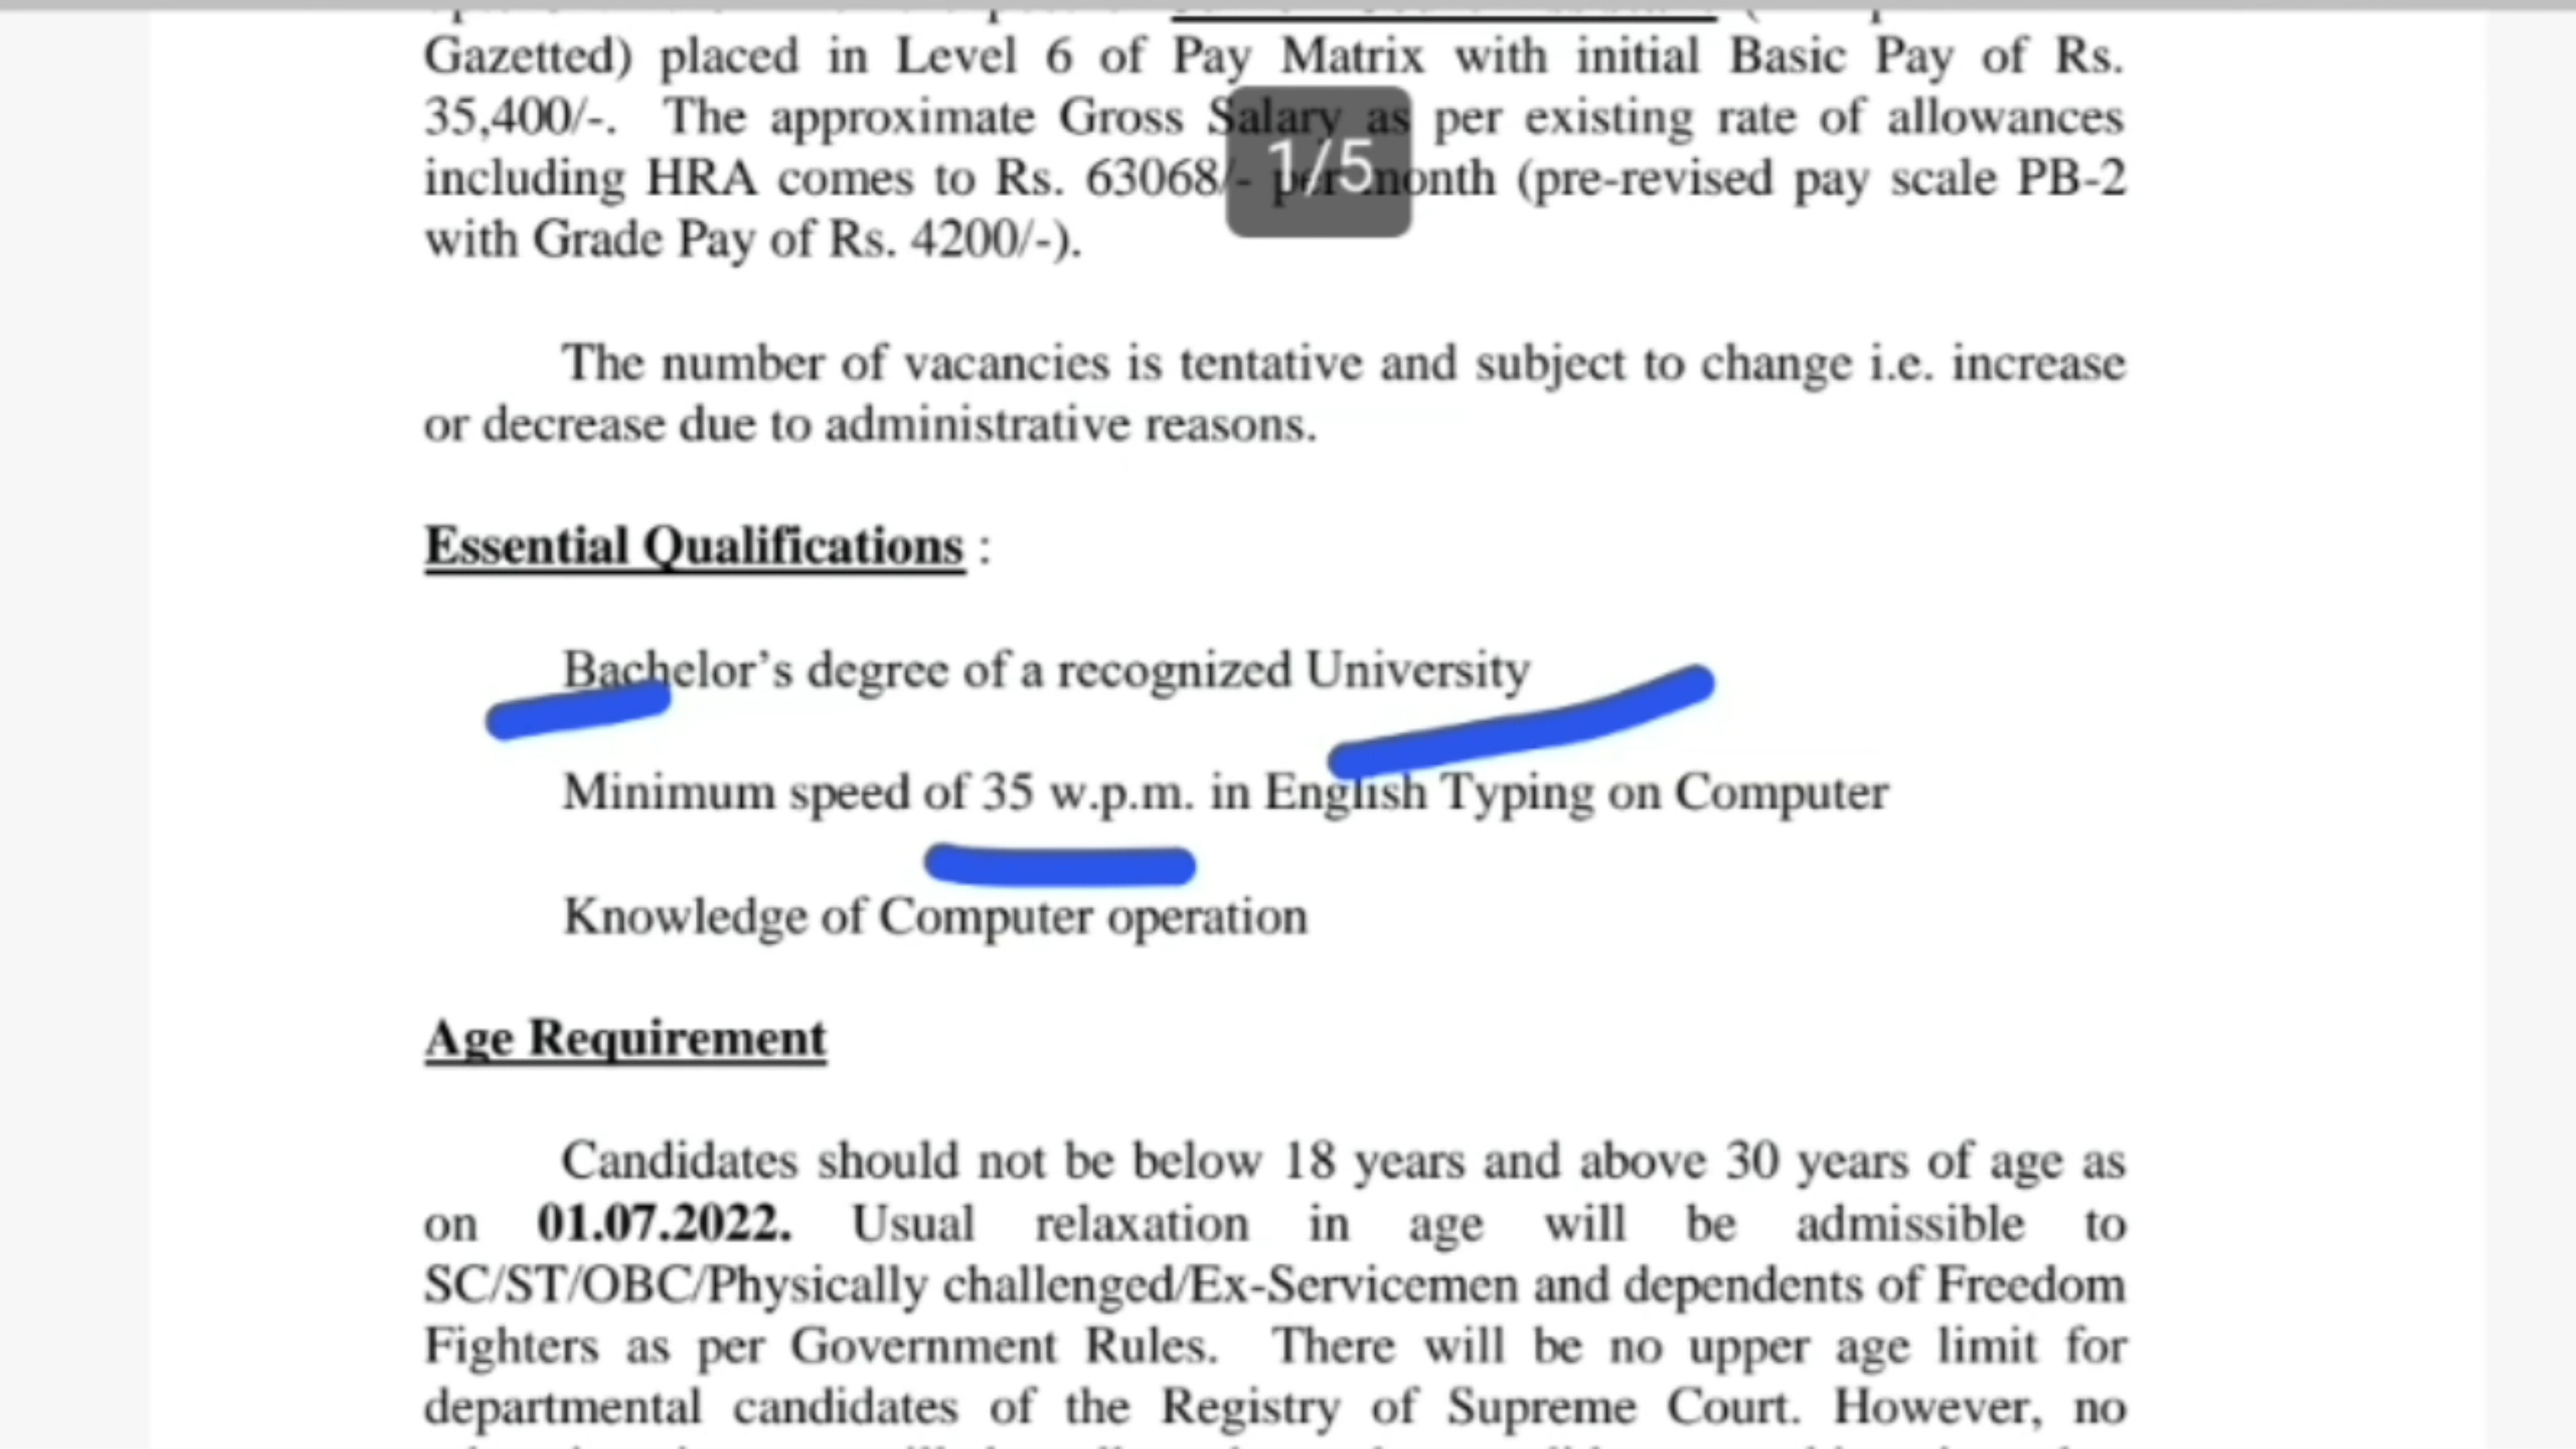 Gazetted) placed in Level 6 of Pay Matrix with initial Basic Pay of Rs.
35,400/-. The approximate Gross Salary as per existing rate of allowances
including HRA comes to Rs. 63068/- per month (pre-revised pay scale PB-2
with Grade Pay of Rs. 4200/-).
1/5
The number of vacancies is tentative and subject to change i.e. increase
or decrease due to administrative reasons.
Essential Qualifications :
Bachelor’s degree of a recognized University
Minimum speed of 35 w.p.m. in English Typing on Computer
Knowledge of Computer operation
Age Requirement
Candidates should not be below 18 years and above 30 years of age as
on 01.07.2022. Usual relaxation in age will be admissible to
SC/ST/OBC/Physically challenged/Ex-Servicemen and dependents of Freedom
Fighters as per Government Rules. There will be no upper age limit for
departmental candidates of the Registry of Supreme Court. However, no